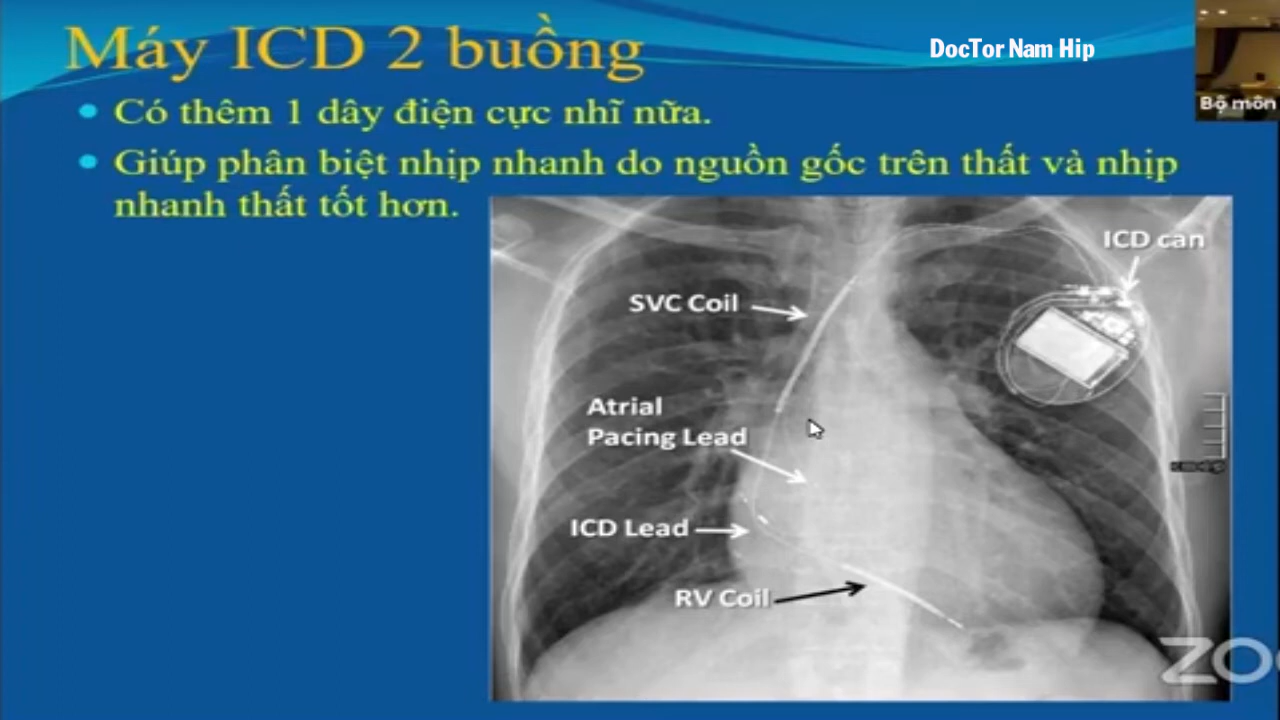 Máy ICD 2 buồng
DocTor Nam Hip
Bộ môn
Có thêm 1 dây điện cực nhĩ nữa.
Giúp phân biệt nhịp nhanh do nguồn gốc trên thất và nhịp
nhanh thất tốt hơn.
ICD can
SVC Coil
Atrial
Pacing Lead
ICD Lead
RV Coil